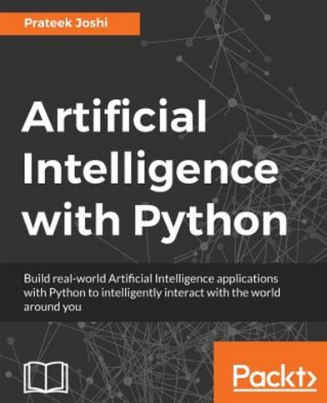 Prateek Joshi
Artificial
Intelligence
with Python
Build real-world Artificial Intelligence applications
with Python to intelligently interact with the world
around you
Packt>